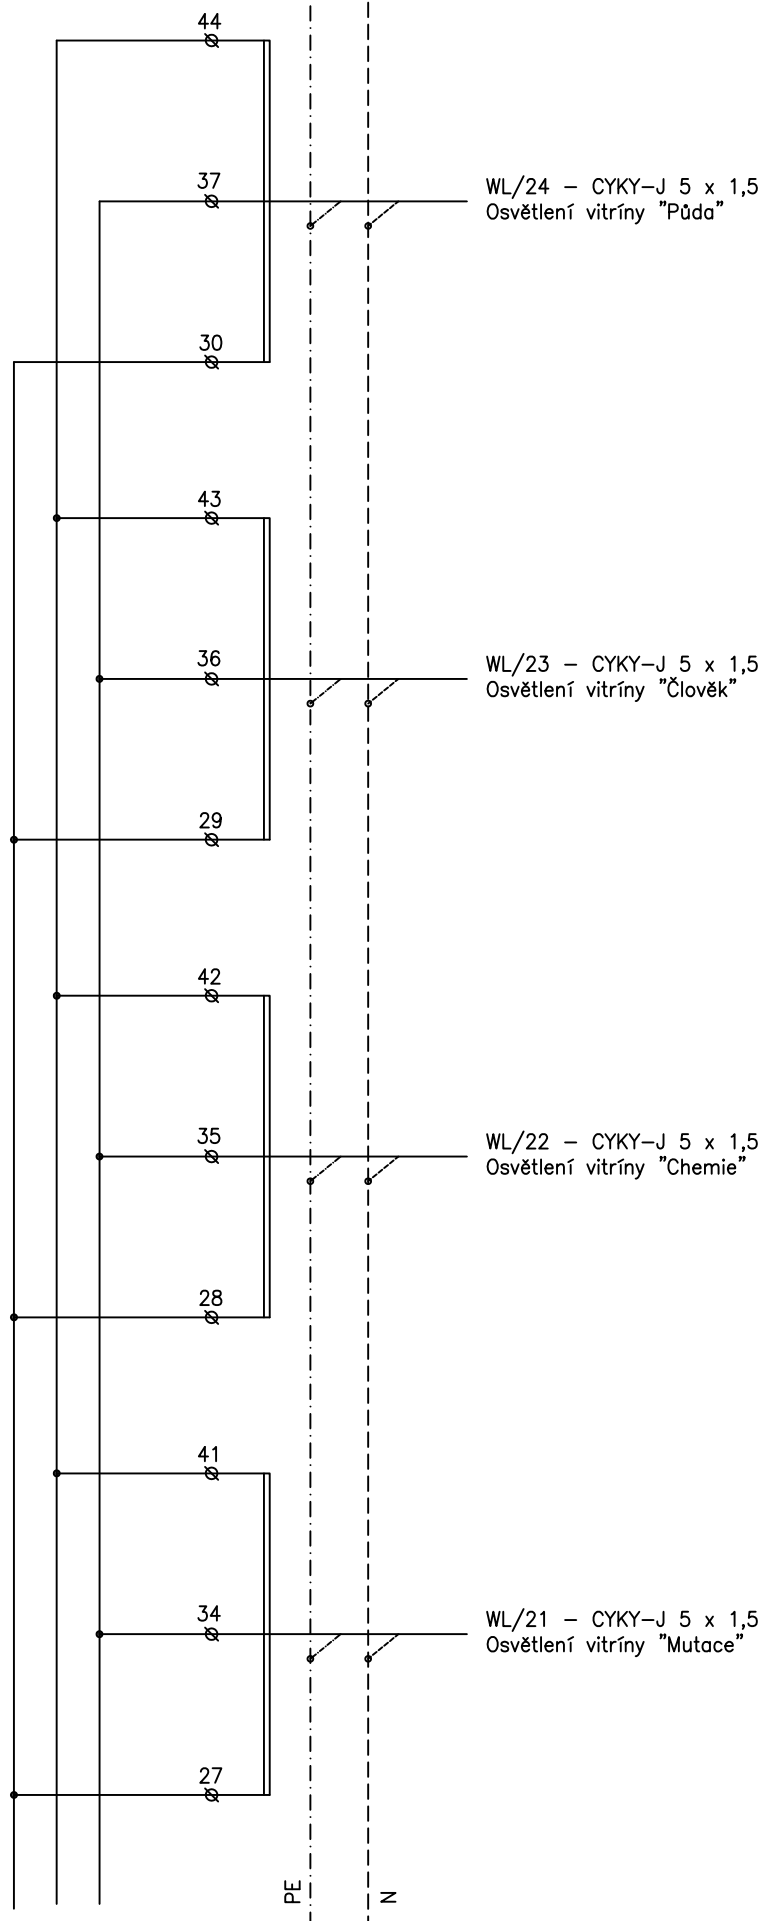 44
37
WL/24 – CYKY–J 5 x 1,5
Osvětlení vitríny "Půda"
30
43
36
WL/23 – CYKY–J 5 x 1,5
Osvětlení vitríny "Člověk"
29
42
35
WL/22 – CYKY–J 5 x 1,5
Osvětlení vitríny "Chemie"
28
41
34
WL/21 – CYKY–J 5 x 1,5
Osvětlení vitríny "Mutace"
27
PE
N